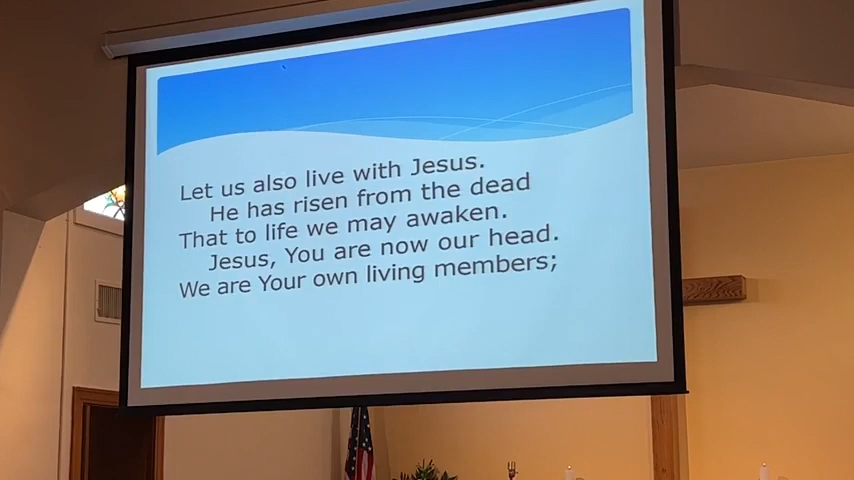 Let us also live with Jesus.
He has risen from the dead
That to life we may awaken.
Jesus, You are now our head.
We are Your own living members;